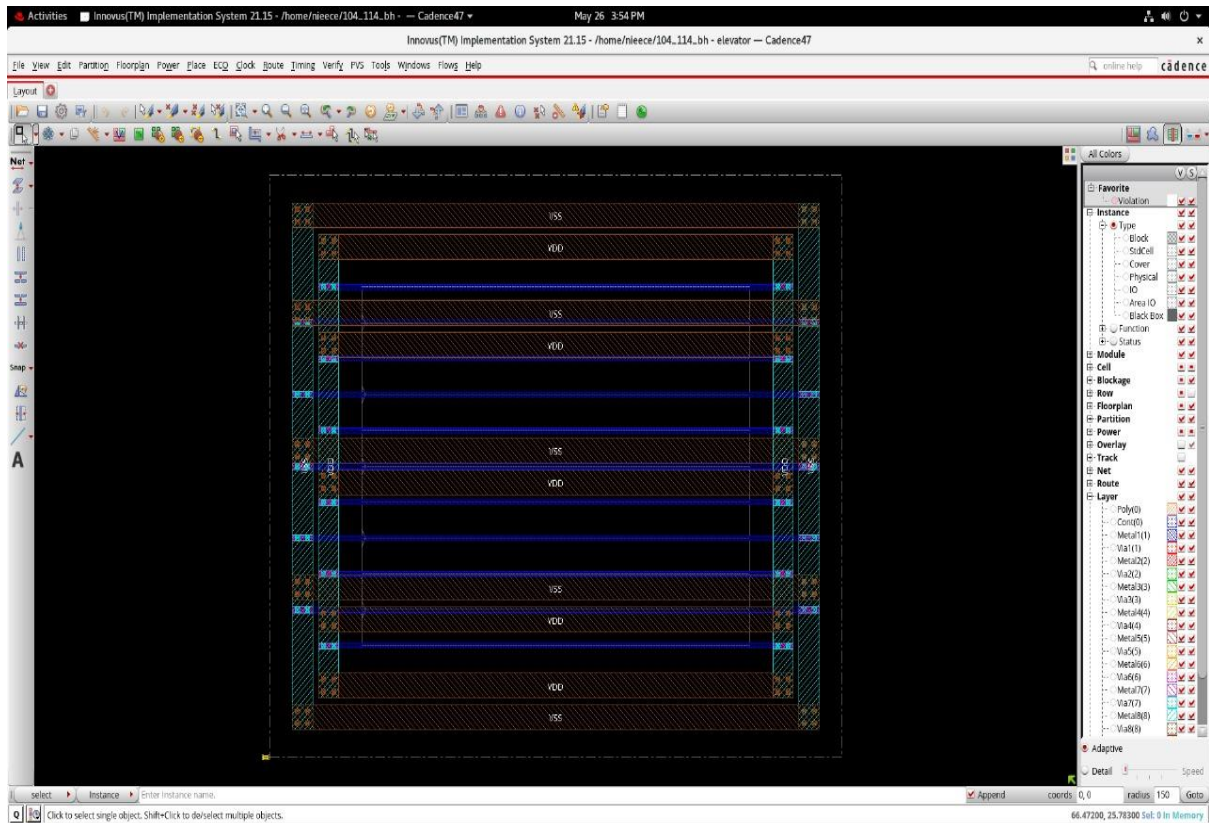 Activities Innovus(TM) Implementation System 21.15 - /home/nieece/104_114_bh - — Cadence47 May 26 3:54 PM
Innovus(TM) Implementation System 21.15 - /home/nieece/104_114_bh - elevator — Cadence47 ×
File View Edit Partition Floorplan Power Place ECO Clock Route Timing Verify PVS Tools Windows Flows Help online help cādence
Layout
Net
Snap
A
VSS
VDD
VSS
VDD
VSS
VDD
VDD
VDD
VSS
VDD
VDD
VSS
All Colors
V S
Favorite
Violation
Instance
Type
Block
StdCell
Cover
Physical
IO
Area IO
Black Box
Function
Status
Module
Cell
Blockage
Row
Floorplan
Partition
Power
Overlay
Track
Net
Route
Layer
Poly(0)
Cont(0)
Metal1(1)
Via1(1)
Metal2(2)
Via2(2)
Metal3(3)
Via3(3)
Metal4(4)
Via4(4)
Metal5(5)
Via5(5)
Metal6(6)
Via6(6)
Metal7(7)
Via7(7)
Metal8(8)
Via8(8)
Adaptive
Detail Speed
select Instance Enter Instance name. Append coords 0,0 radius 150 Goto
Q Click to select single object. Shift+Click to de/select multiple objects. 66.47200, 25.78300 Sel: 0 In Memory